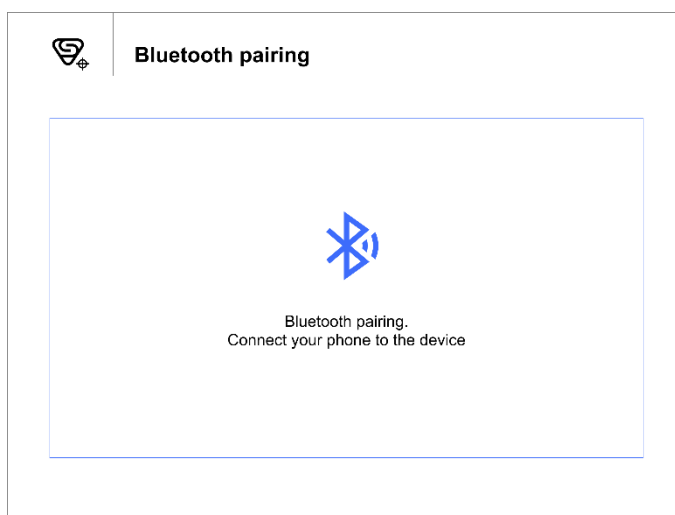 Bluetooth pairing
Bluetooth pairing.
Connect your phone to the device